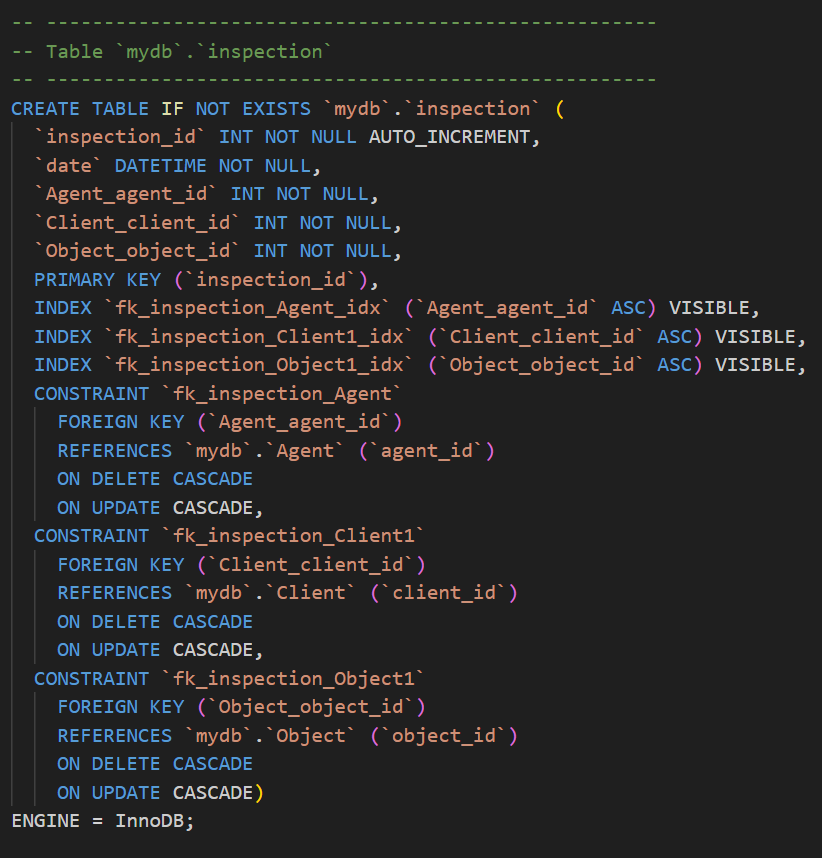 -- -----------------------------------------------------
-- Table `mydb`.`inspection`
-- -----------------------------------------------------
CREATE TABLE IF NOT EXISTS `mydb`.`inspection` (
  `inspection_id` INT NOT NULL AUTO_INCREMENT,
  `date` DATETIME NOT NULL,
  `Agent_agent_id` INT NOT NULL,
  `Client_client_id` INT NOT NULL,
  `Object_object_id` INT NOT NULL,
  PRIMARY KEY (`inspection_id`),
  INDEX `fk_inspection_Agent_idx` (`Agent_agent_id` ASC) VISIBLE,
  INDEX `fk_inspection_Client1_idx` (`Client_client_id` ASC) VISIBLE,
  INDEX `fk_inspection_Object1_idx` (`Object_object_id` ASC) VISIBLE,
  CONSTRAINT `fk_inspection_Agent`
    FOREIGN KEY (`Agent_agent_id`)
    REFERENCES `mydb`.`Agent` (`agent_id`)
    ON DELETE CASCADE
    ON UPDATE CASCADE,
  CONSTRAINT `fk_inspection_Client1`
    FOREIGN KEY (`Client_client_id`)
    REFERENCES `mydb`.`Client` (`client_id`)
    ON DELETE CASCADE
    ON UPDATE CASCADE,
  CONSTRAINT `fk_inspection_Object1`
    FOREIGN KEY (`Object_object_id`)
    REFERENCES `mydb`.`Object` (`object_id`)
    ON DELETE CASCADE
    ON UPDATE CASCADE)
ENGINE = InnoDB;